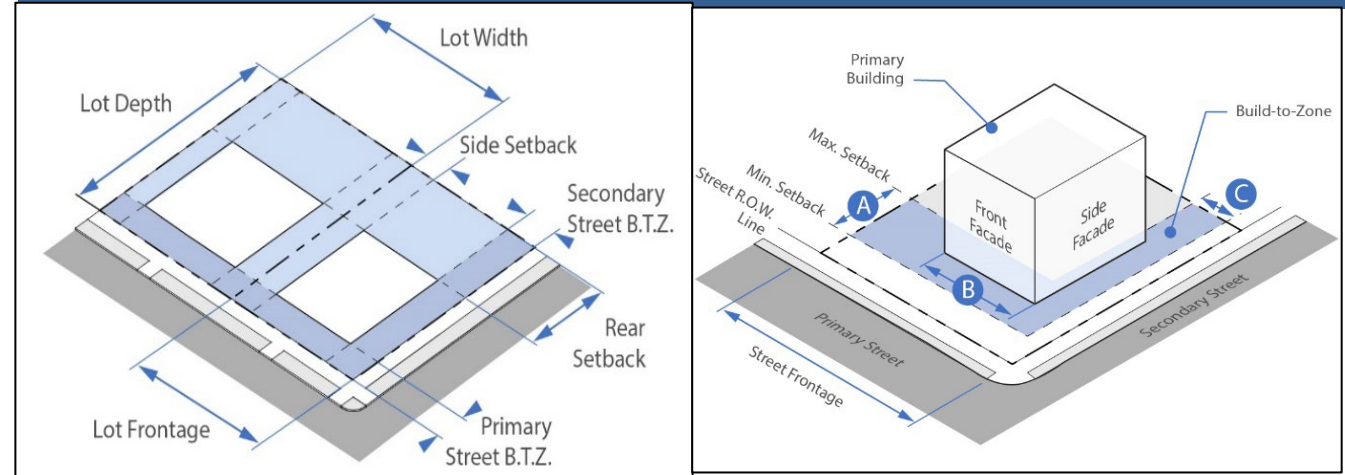 Lot Width
Lot Depth
Side Setback
Secondary
Street B.T.Z.
Rear
Setback
Lot Frontage
Primary
Street B.T.Z.
Primary
Building
Build-to-Zone
Max. Setback
Min. Setback
Street R.O.W.
Line
A
C
Front
Facade
Side
Facade
B
Primary Street
Secondary Street
Street Frontage